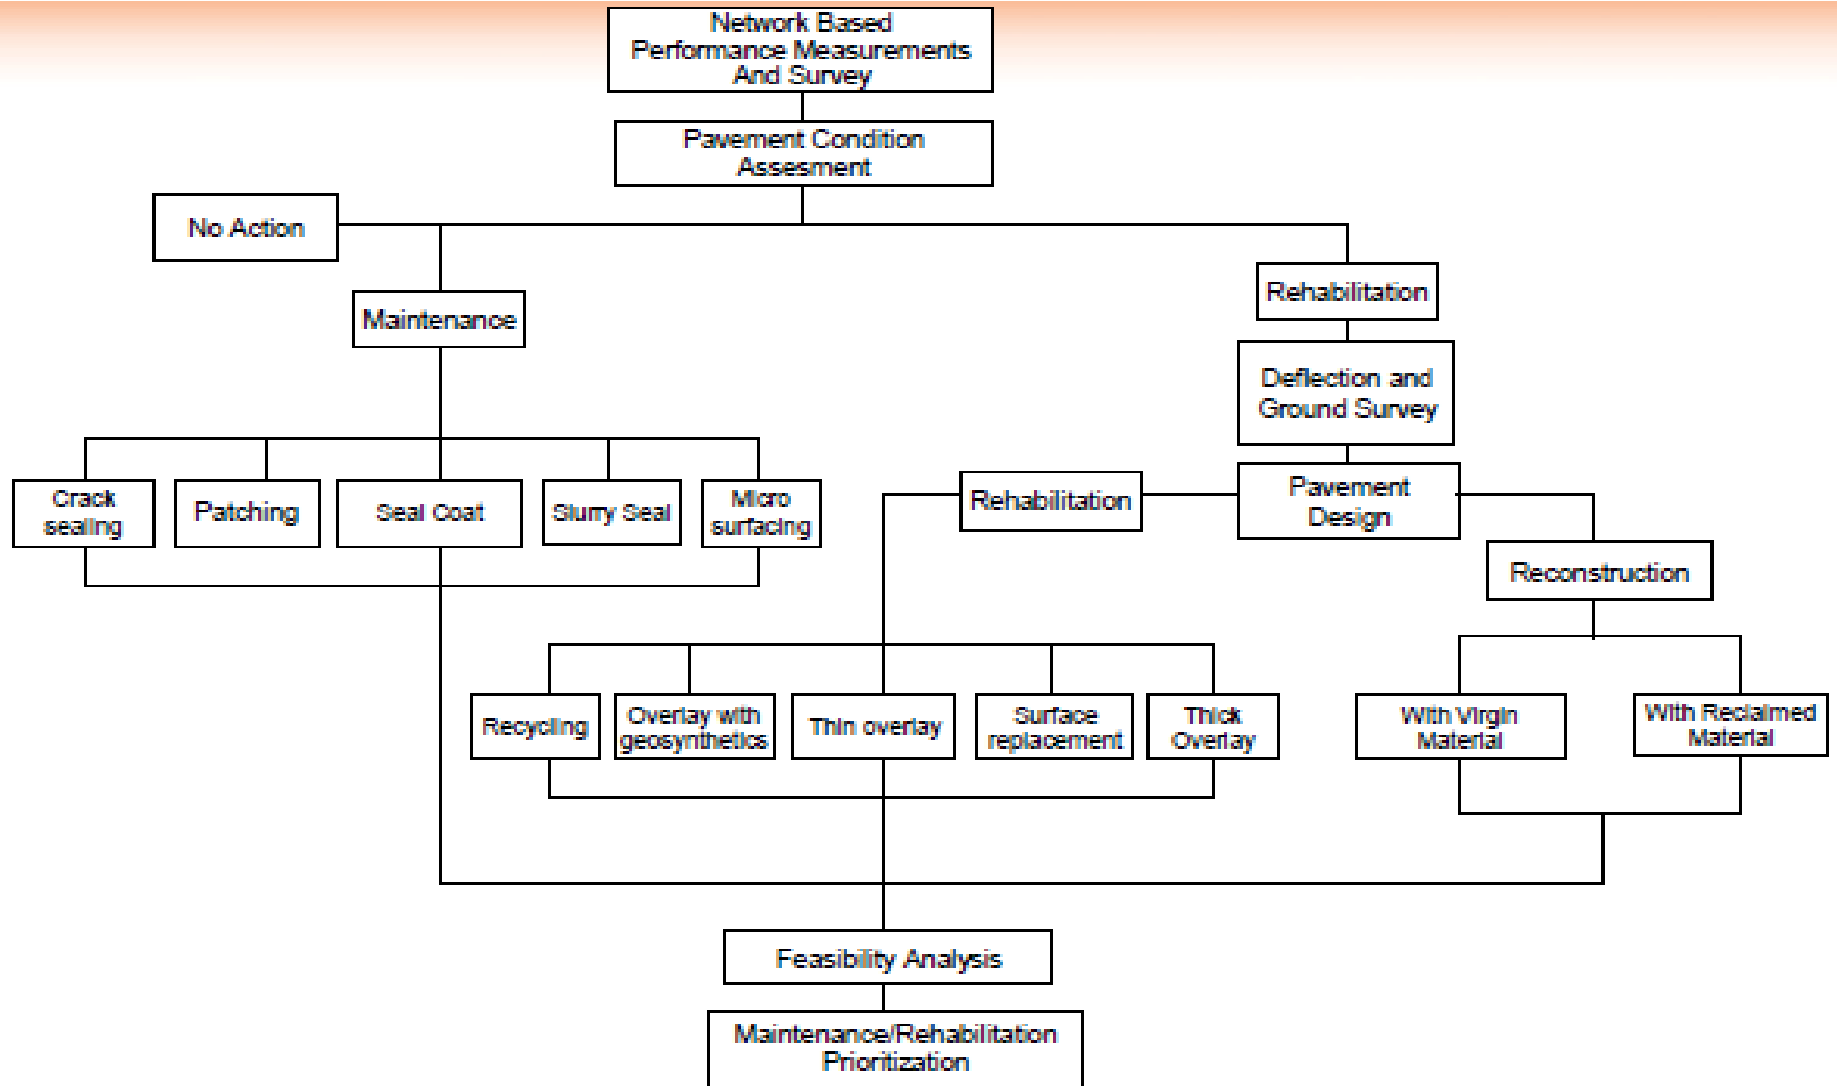 Network Based
Performance Measurements
And Survey
Pavement Condition
Assesment
No Action
Maintenance
Rehabilitation
Deflection and
Ground Survey
Crack
sealing
Patching
Seal Coat
Slurry Seal
Micro
surfacing
Rehabilitation
Pavement
Design
Reconstruction
Recycling
Overlay with
geosynthetics
Thin overlay
Surface
replacement
Thick
Overlay
With Virgin
Material
With Reclaimed
Material
Feasibility Analysis
Maintenance/Rehabilitation
Prioritization